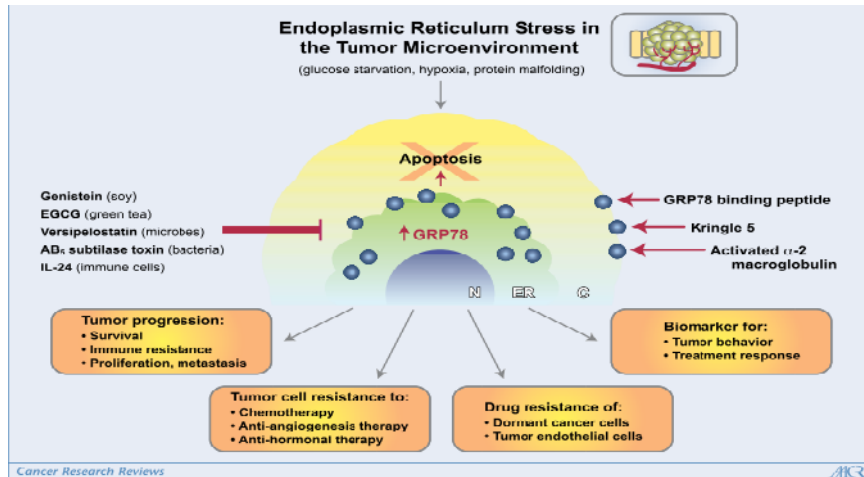 Endoplasmic Reticulum Stress in
the Tumor Microenvironment
(glucose starvation, hypoxia, protein malfolding)
Apoptosis
Genistein (soy)
EGCG (green tea)
Versipelostatin (microbes)
AB₅ subtilase toxin (bacteria)
IL-24 (immune cells)
↑ GRP78
GRP78 binding peptide
Kringle 5
Activated α-2
macroglobulin
N ER C
Tumor progression:
• Survival
• Immune resistance
• Proliferation, metastasis
Tumor cell resistance to:
• Chemotherapy
• Anti-angiogenesis therapy
• Anti-hormonal therapy
Drug resistance of:
• Dormant cancer cells
• Tumor endothelial cells
Biomarker for:
• Tumor behavior
• Treatment response
Cancer Research Reviews
AACR